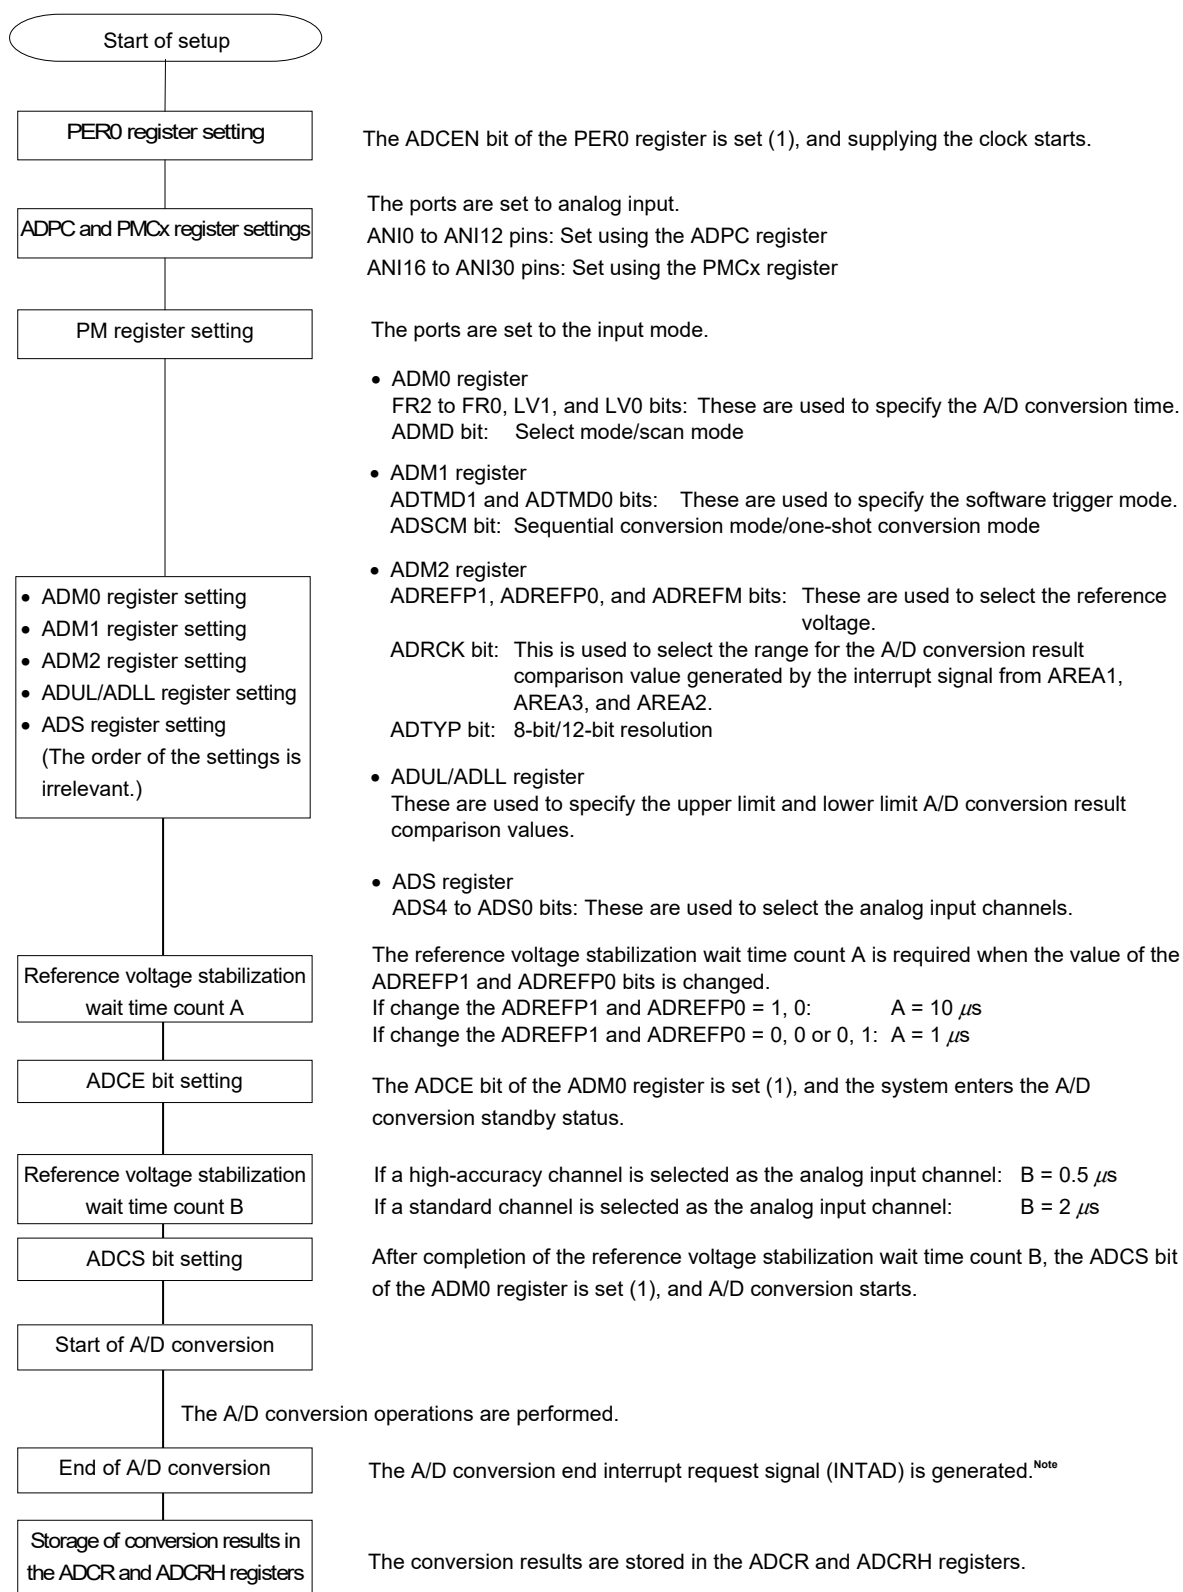 Start of setup
PER0 register setting
The ADCEN bit of the PER0 register is set (1), and supplying the clock starts.
ADPC and PMCx register settings
The ports are set to analog input.
ANI0 to ANI12 pins: Set using the ADPC register
ANI16 to ANI30 pins: Set using the PMCx register
PM register setting
The ports are set to the input mode.
• ADM0 register setting
• ADM1 register setting
• ADM2 register setting
• ADUL/ADLL register setting
• ADS register setting
(The order of the settings is
irrelevant.)
• ADM0 register
FR2 to FR0, LV1, and LV0 bits: These are used to specify the A/D conversion time.
ADMD bit: Select mode/scan mode
• ADM1 register
ADTMD1 and ADTMD0 bits: These are used to specify the software trigger mode.
ADSCM bit: Sequential conversion mode/one-shot conversion mode
• ADM2 register
ADREFP1, ADREFP0, and ADREFM bits: These are used to select the reference
voltage.
ADRCK bit: This is used to select the range for the A/D conversion result
comparison value generated by the interrupt signal from AREA1,
AREA3, and AREA2.
ADTYP bit: 8-bit/12-bit resolution
• ADUL/ADLL register
These are used to specify the upper limit and lower limit A/D conversion result
comparison values.
• ADS register
ADS4 to ADS0 bits: These are used to select the analog input channels.
Reference voltage stabilization
wait time count A
The reference voltage stabilization wait time count A is required when the value of the
ADREFP1 and ADREFP0 bits is changed.
If change the ADREFP1 and ADREFP0 = 1, 0: A = 10 μs
If change the ADREFP1 and ADREFP0 = 0, 0 or 0, 1: A = 1 μs
ADCE bit setting
The ADCE bit of the ADM0 register is set (1), and the system enters the A/D
conversion standby status.
Reference voltage stabilization
wait time count B
If a high-accuracy channel is selected as the analog input channel: B = 0.5 μs
If a standard channel is selected as the analog input channel: B = 2 μs
ADCS bit setting
After completion of the reference voltage stabilization wait time count B, the ADCS bit
of the ADM0 register is set (1), and A/D conversion starts.
Start of A/D conversion
The A/D conversion operations are performed.
End of A/D conversion
The A/D conversion end interrupt request signal (INTAD) is generated.Note
Storage of conversion results in
the ADCR and ADCRH registers
The conversion results are stored in the ADCR and ADCRH registers.